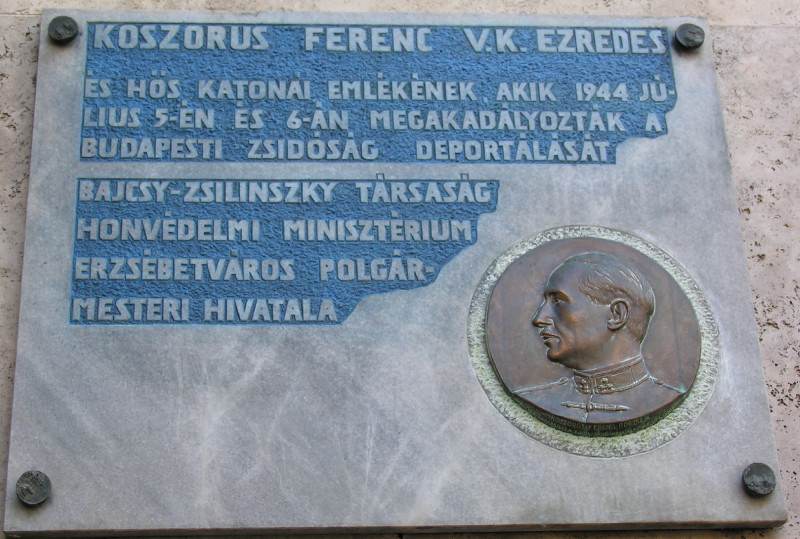 KOSZORUS FERENC V.K. EZREDES
ÉS HŐS KATONÁI EMLÉKÉNEK, AKIK 1944 JÚ-
LIUS 5-ÉN ÉS 6-ÁN MEGAKADÁLYOZTÁK A
BUDAPESTI ZSIDÓSÁG DEPORTÁLÁSÁT
BAJCSY-ZSILINSZKY TÁRSASÁG
HONVÉDELMI MINISZTÉRIUM
ERZSÉBETVÁROS POLGÁR-
MESTERI HIVATALA